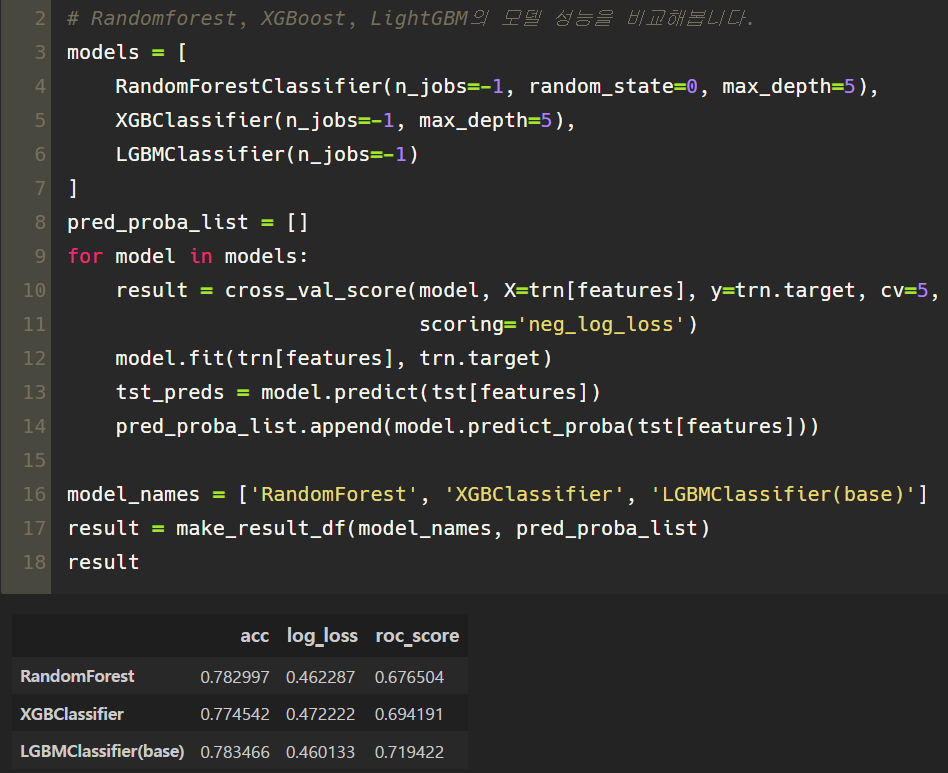 2 # Randomforest, XGBoost, LightGBM의 모델 성능을 비교해봅니다.
3 models = [
4     RandomForestClassifier(n_jobs=-1, random_state=0, max_depth=5),
5     XGBClassifier(n_jobs=-1, max_depth=5),
6     LGBMClassifier(n_jobs=-1)
7 ]
8 pred_proba_list = []
9 for model in models:
10     result = cross_val_score(model, X=trn[features], y=trn.target, cv=5,
11                              scoring='neg_log_loss')
12     model.fit(trn[features], trn.target)
13     tst_preds = model.predict(tst[features])
14     pred_proba_list.append(model.predict_proba(tst[features]))
15
16 model_names = ['RandomForest', 'XGBClassifier', 'LGBMClassifier(base)']
17 result = make_result_df(model_names, pred_proba_list)
18 result
acc log_loss roc_score
RandomForest 0.782997 0.462287 0.676504
XGBClassifier 0.774542 0.472222 0.694191
LGBMClassifier(base) 0.783466 0.460133 0.719422